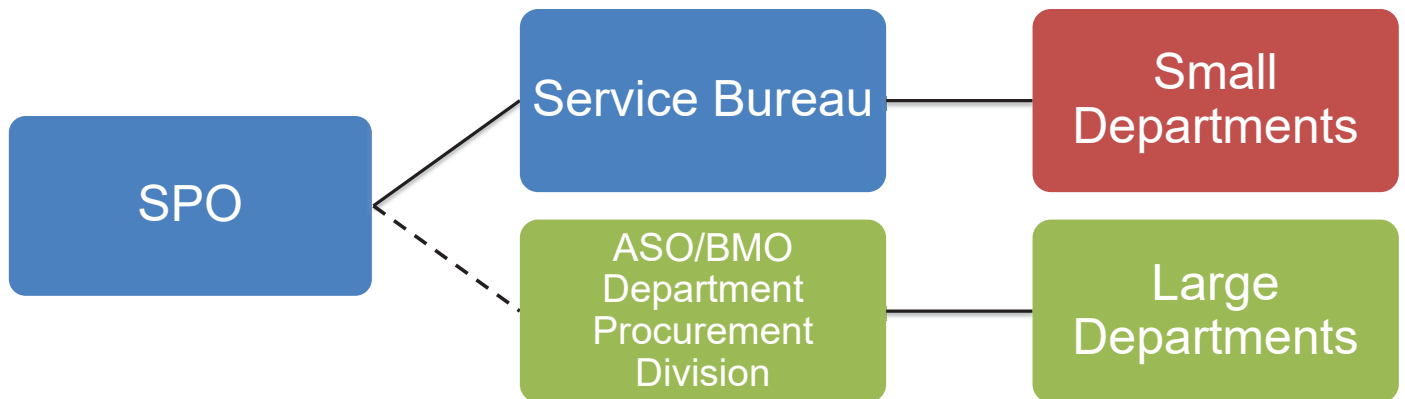 SPO
Service Bureau
Small
Departments
ASO/BMO
Department
Procurement
Division
Large
Departments